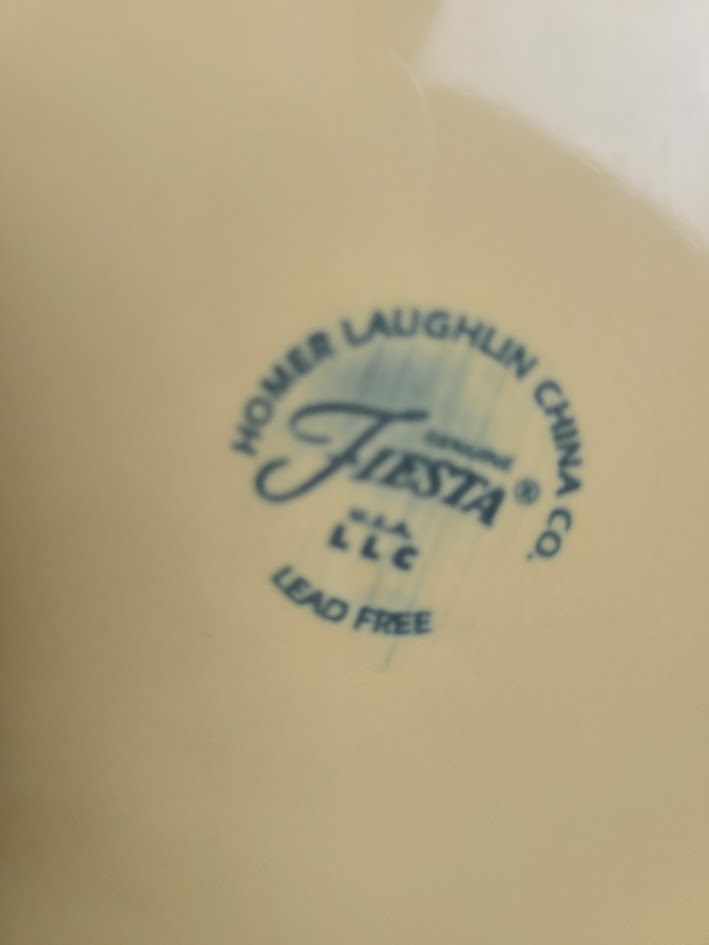 HOMER LAUGHLIN CHINA CO.
GENUINE
FIESTA®
U.S.A.
LLC
LEAD FREE